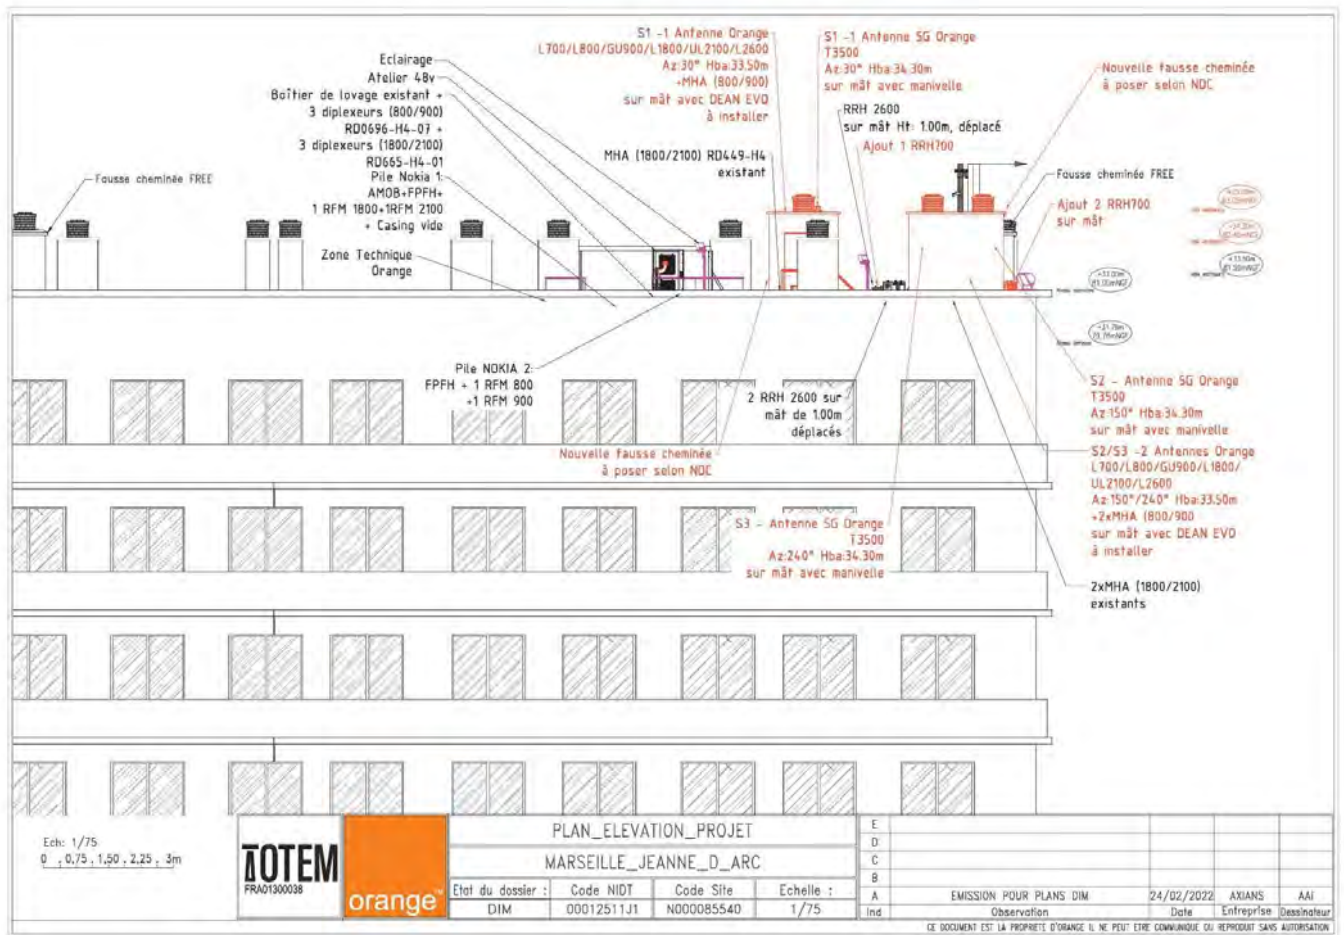 S1 -1 Antenne Orange
L700/L800/GU900/L1800/UL2100/L2600
Az:30° Hba:33.50m
+MHA (800/900)
sur mât avec DEAN EVO
à installer
S1 -1 Antenne 5G Orange
T3500
Az:30° Hba:34.30m
sur mât avec manivelle
Nouvelle fausse cheminée
à poser selon NDC
Eclairage
Atelier 48v
Boîtier de lovage existant +
3 diplexeurs (800/900)
RD0696-H4-07 +
3 diplexeurs (1800/2100)
RD665-H4-01
Pile Nokia 1:
AMOB+FPFH+
1 RFM 1800+1RFM 2100
+ Casing vide
Zone Technique
Orange
RRH 2600
sur mât Ht: 1.00m, déplacé
Ajout 1 RRH700
MHA (1800/2100) RD449-H4
existant
Fausse cheminée FREE
Fausse cheminée FREE
Ajout 2 RRH700
sur mât
Pile NOKIA 2:
FPFH + 1 RFM 800
+1 RFM 900
2 RRH 2600 sur
mât de 1.00m
déplacés
Nouvelle fausse cheminée
à poser selon NDC
S2 - Antenne 5G Orange
T3500
Az:150° Hba:34.30m
sur mât avec manivelle
S2/S3 -2 Antennes Orange
L700/L800/GU900/L1800/
UL2100/L2600
Az:150°/240° Hba:33.50m
+2xMHA (800/900
sur mât avec DEAN EVO
à installer
S3 - Antenne 5G Orange
T3500
Az:240° Hba:34.30m
sur mât avec manivelle
2xMHA (1800/2100)
existants
Ech: 1/75
0 0,75 1,50 2,25 3m
TOTEM
FRA01300038
orange
PLAN_ELEVATION_PROJET
MARSEILLE_JEANNE_D_ARC
Etat du dossier : Code NIDT Code Site Echelle :
DIM 00012511J1 N000085540 1/75
E
D
C
B
A EMISSION POUR PLANS DIM 24/02/2022 AXIANS AAi
Ind Observation Date Entreprise Dessinateur
CE DOCUMENT EST LA PROPRIETE D'ORANGE IL NE PEUT ETRE COMMUNIQUE OU REPRODUIT SANS AUTORISATION